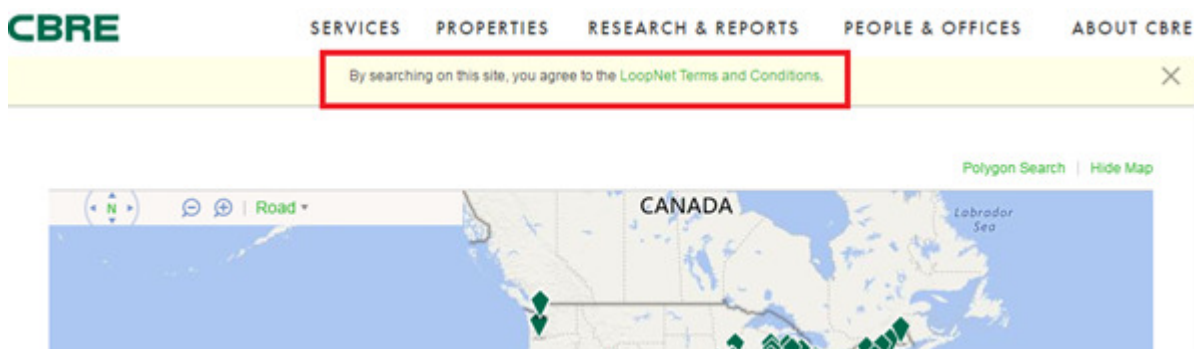 CBRE
SERVICES PROPERTIES RESEARCH & REPORTS PEOPLE & OFFICES ABOUT CBRE
By searching on this site, you agree to the LoopNet Terms and Conditions.
Polygon Search | Hide Map
N Road
CANADA
Labrador
Sea